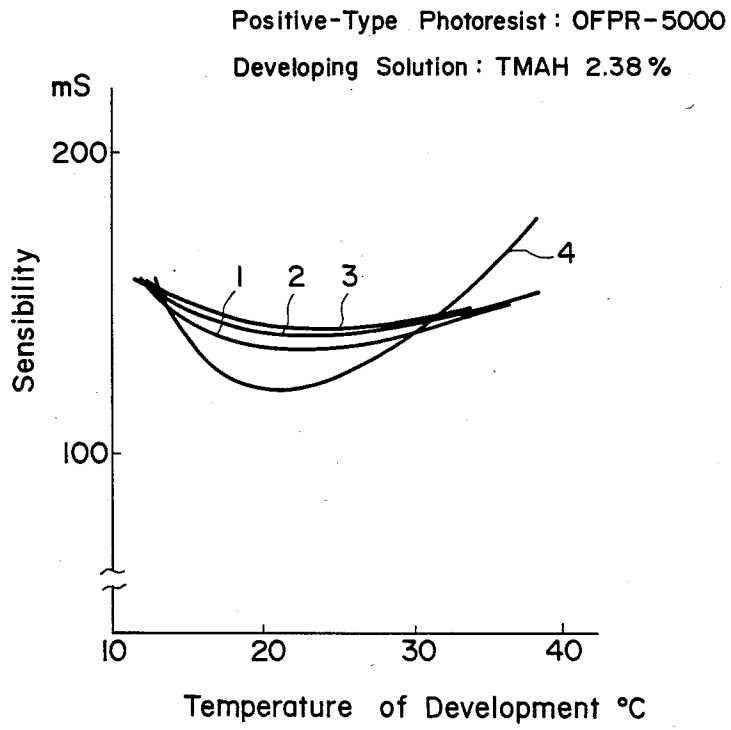 Positive-Type Photoresist : OFPR-5000
Developing Solution : TMAH 2.38 %
mS
200
1 2 3
4
Sensibility
100
10 20 30 40
Temperature of Development °C